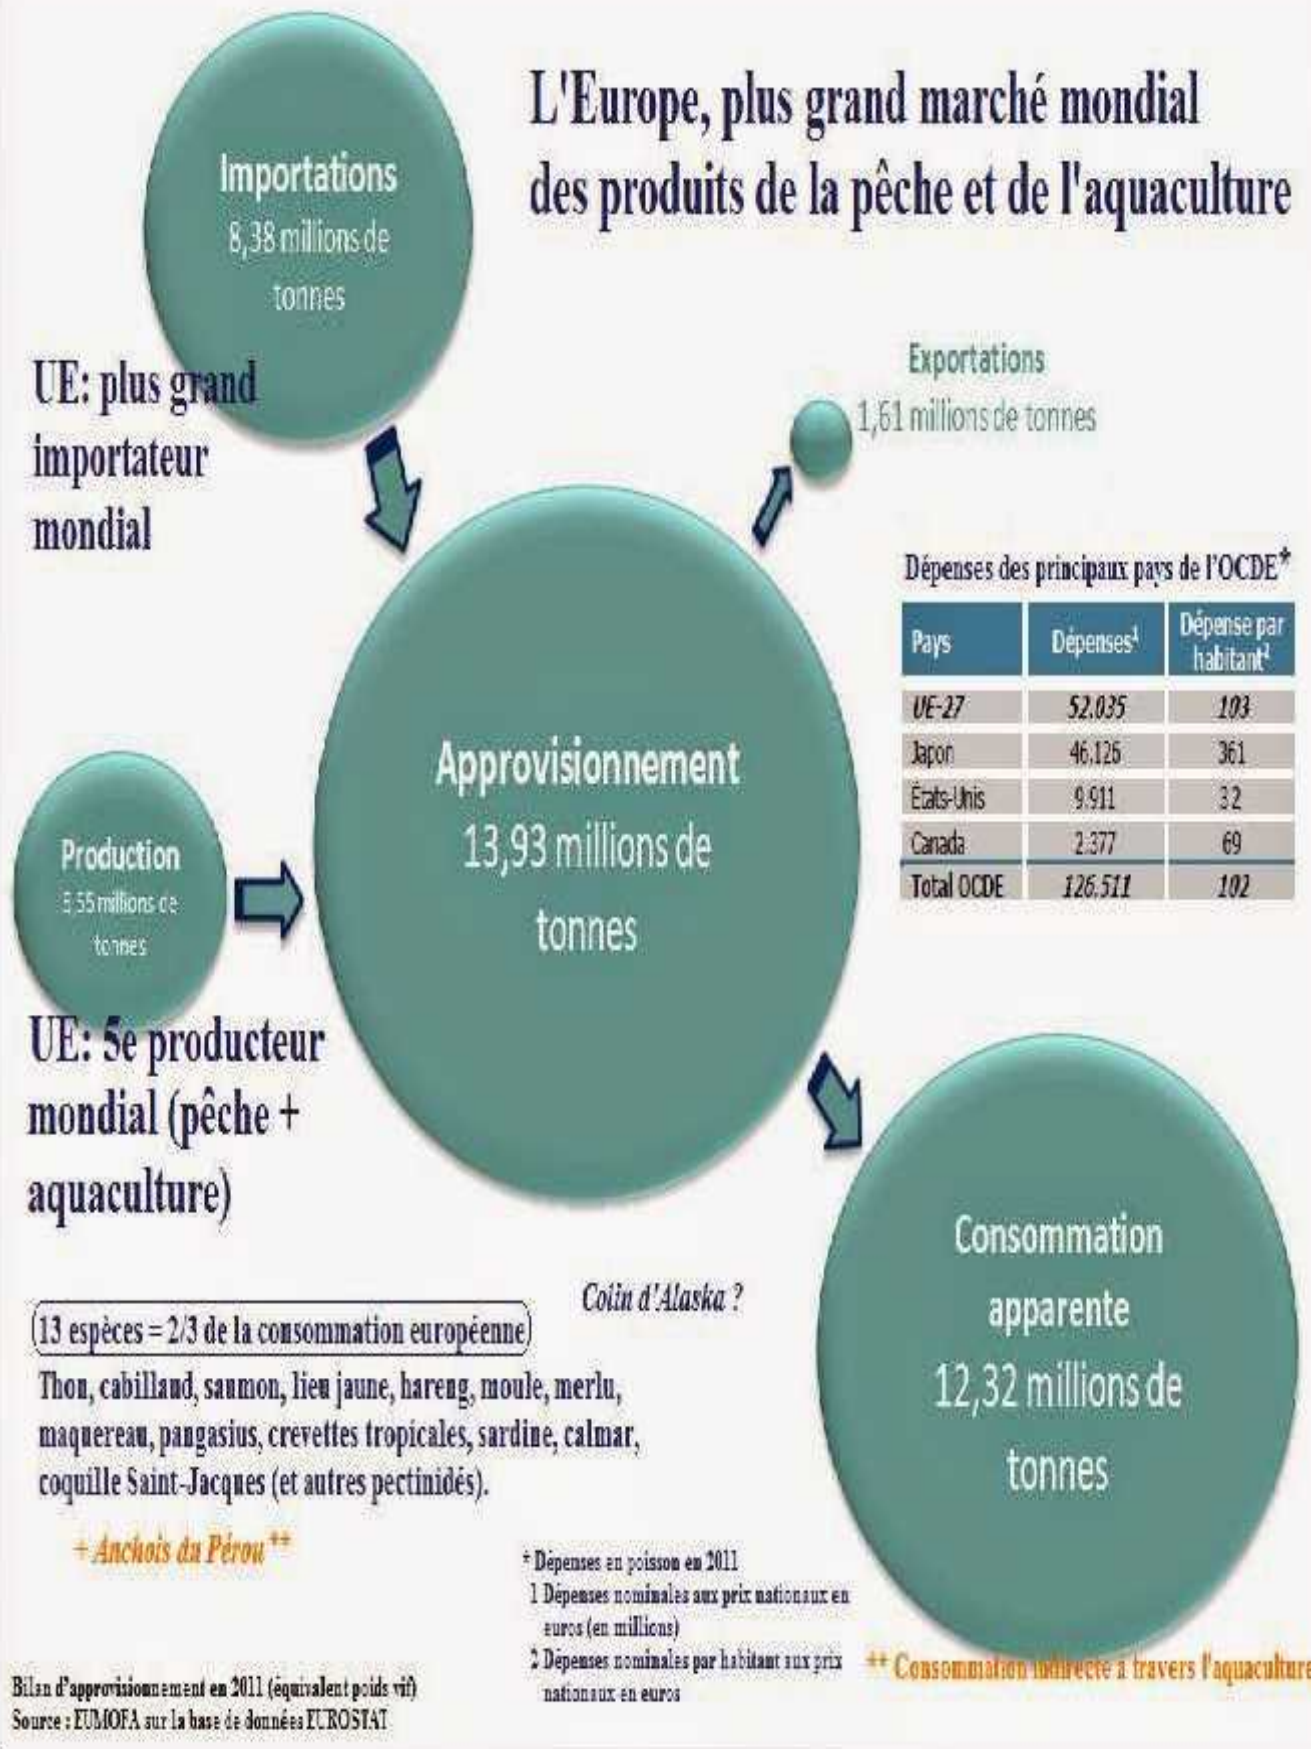 L'Europe, plus grand marché mondial
des produits de la pêche et de l'aquaculture
Importations
8,38 millions de
tonnes
UE: plus grand
importateur
mondial
Exportations
1,61 millions de tonnes
Dépenses des principaux pays de l'OCDE*
Pays Dépenses¹ Dépense par
habitant²
UE-27 52.035 103
Japon 46.126 361
États-Unis 9.911 32
Canada 2.377 69
Total OCDE 126.511 102
Approvisionnement
13,93 millions de
tonnes
Production
millions de
tonnes
UE: 5e producteur
mondial (pêche +
aquaculture)
Consommation
apparente
12,32 millions de
tonnes
Colin d'Alaska ?
13 espèces = 2/3 de la consommation européenne
Thon, cabillaud, saumon, lieu jaune, hareng, moule, merlu,
maquereau, pangasius, crevettes tropicales, sardine, calmar,
coquille Saint-Jacques (et autres pectinidés).
+ Anchois du Pérou **
* Dépenses en poisson en 2011
1 Dépenses nominales aux prix nationaux en
euros (en millions)
2 Dépenses nominales par habitant aux prix
nationaux en euros
** Consommation indirecte à travers l'aquaculture
Bilan d'approvisionnement en 2011 (équivalent poids vif)
Source : EUMOFA sur la base de données EUROSTAT